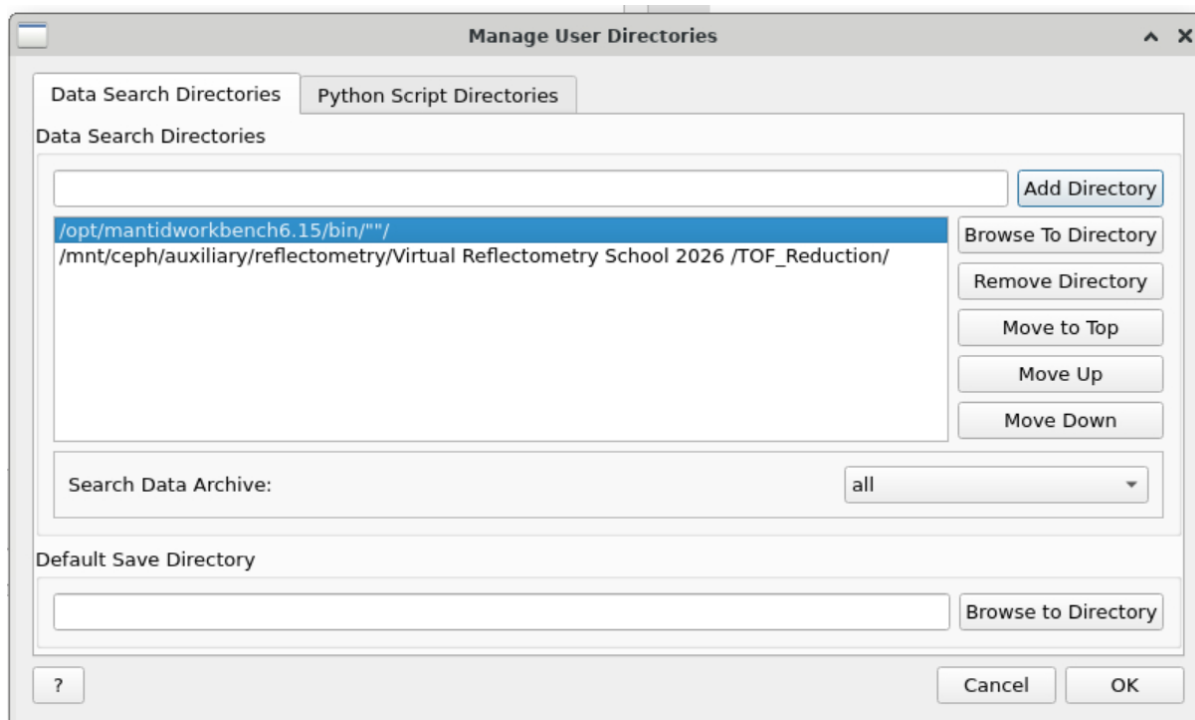 Manage User Directories
Data Search Directories
Python Script Directories
Data Search Directories
Add Directory
/opt/mantidworkbench6.15/bin/""/
/mnt/ceph/auxiliary/reflectometry/Virtual Reflectometry School 2026 /TOF_Reduction/
Browse To Directory
Remove Directory
Move to Top
Move Up
Move Down
Search Data Archive:
all
Default Save Directory
Browse to Directory
?
Cancel
OK